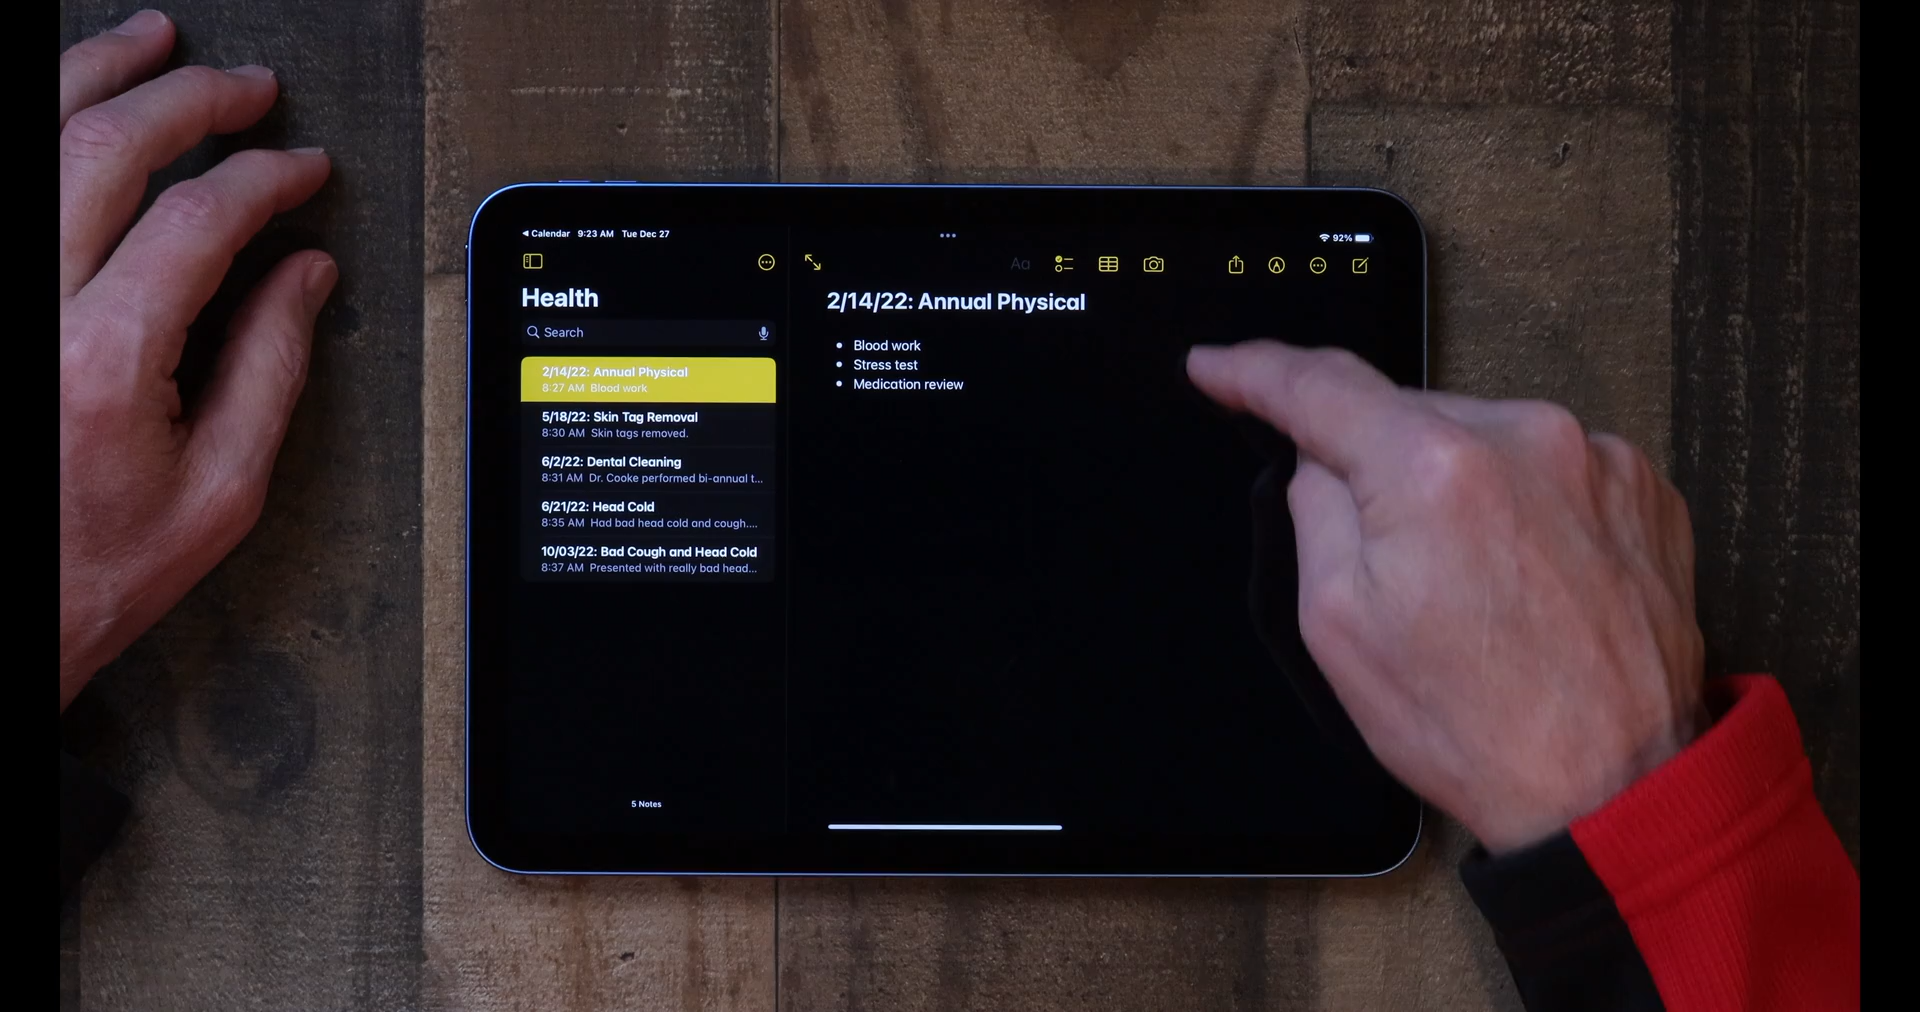 Calendar 9:23 AM Tue Dec 27
92%
Health
Search
2/14/22: Annual Physical
8:27 AM Blood work
5/18/22: Skin Tag Removal
8:30 AM Skin tags removed.
6/2/22: Dental Cleaning
8:31 AM Dr. Cooke performed bi-annual t...
6/21/22: Head Cold
8:35 AM Had bad head cold and cough....
10/03/22: Bad Cough and Head Cold
8:37 AM Presented with really bad head...
5 Notes
Aa
2/14/22: Annual Physical
• Blood work
• Stress test
• Medication review